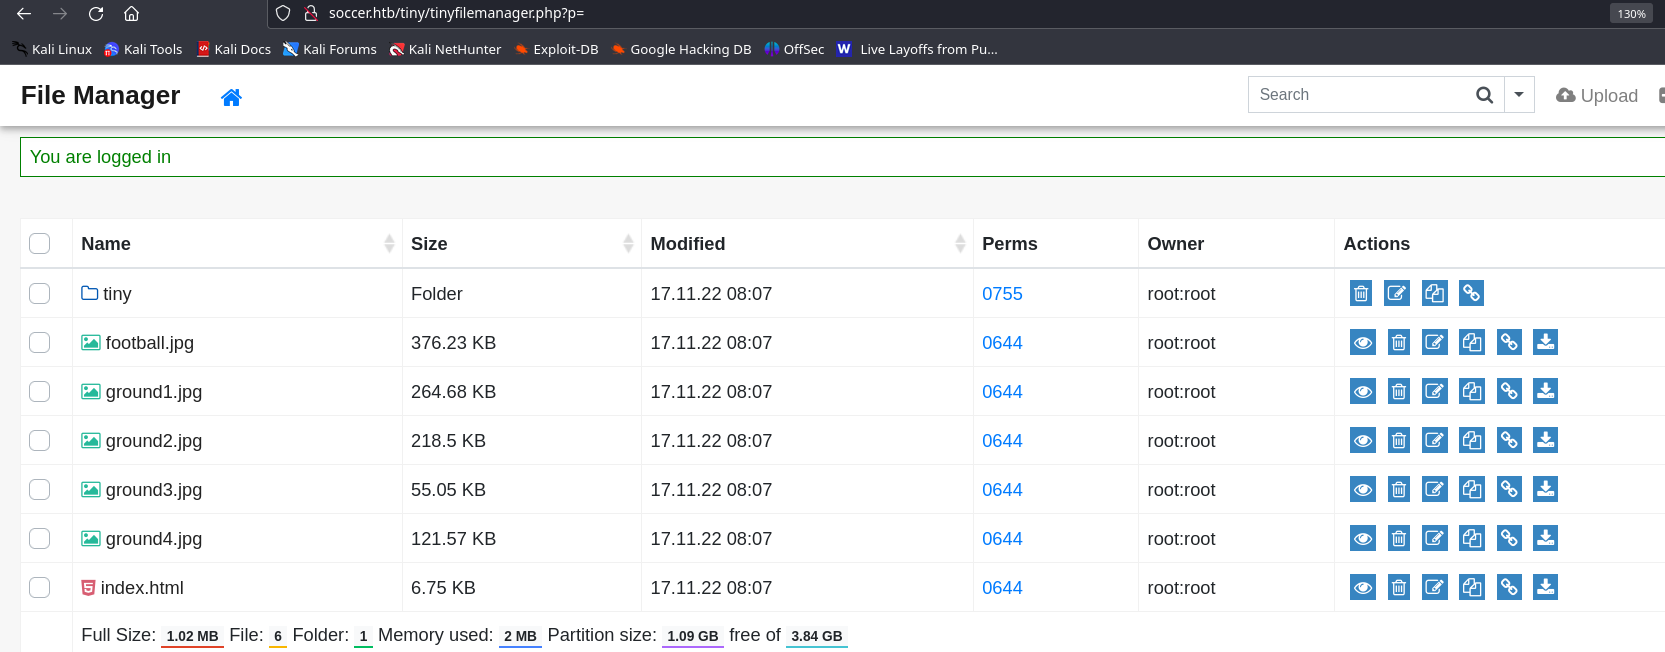 soccer.htb/tiny/tinyfilemanager.php?p= 130%
Kali Linux Kali Tools Kali Docs Kali Forums Kali NetHunter Exploit-DB Google Hacking DB OffSec W Live Layoffs from Pu...
File Manager Search Upload
You are logged in
Name Size Modified Perms Owner Actions
tiny Folder 17.11.22 08:07 0755 root:root
football.jpg 376.23 KB 17.11.22 08:07 0644 root:root
ground1.jpg 264.68 KB 17.11.22 08:07 0644 root:root
ground2.jpg 218.5 KB 17.11.22 08:07 0644 root:root
ground3.jpg 55.05 KB 17.11.22 08:07 0644 root:root
ground4.jpg 121.57 KB 17.11.22 08:07 0644 root:root
index.html 6.75 KB 17.11.22 08:07 0644 root:root
Full Size: 1.02 MB File: 6 Folder: 1 Memory used: 2 MB Partition size: 1.09 GB free of 3.84 GB